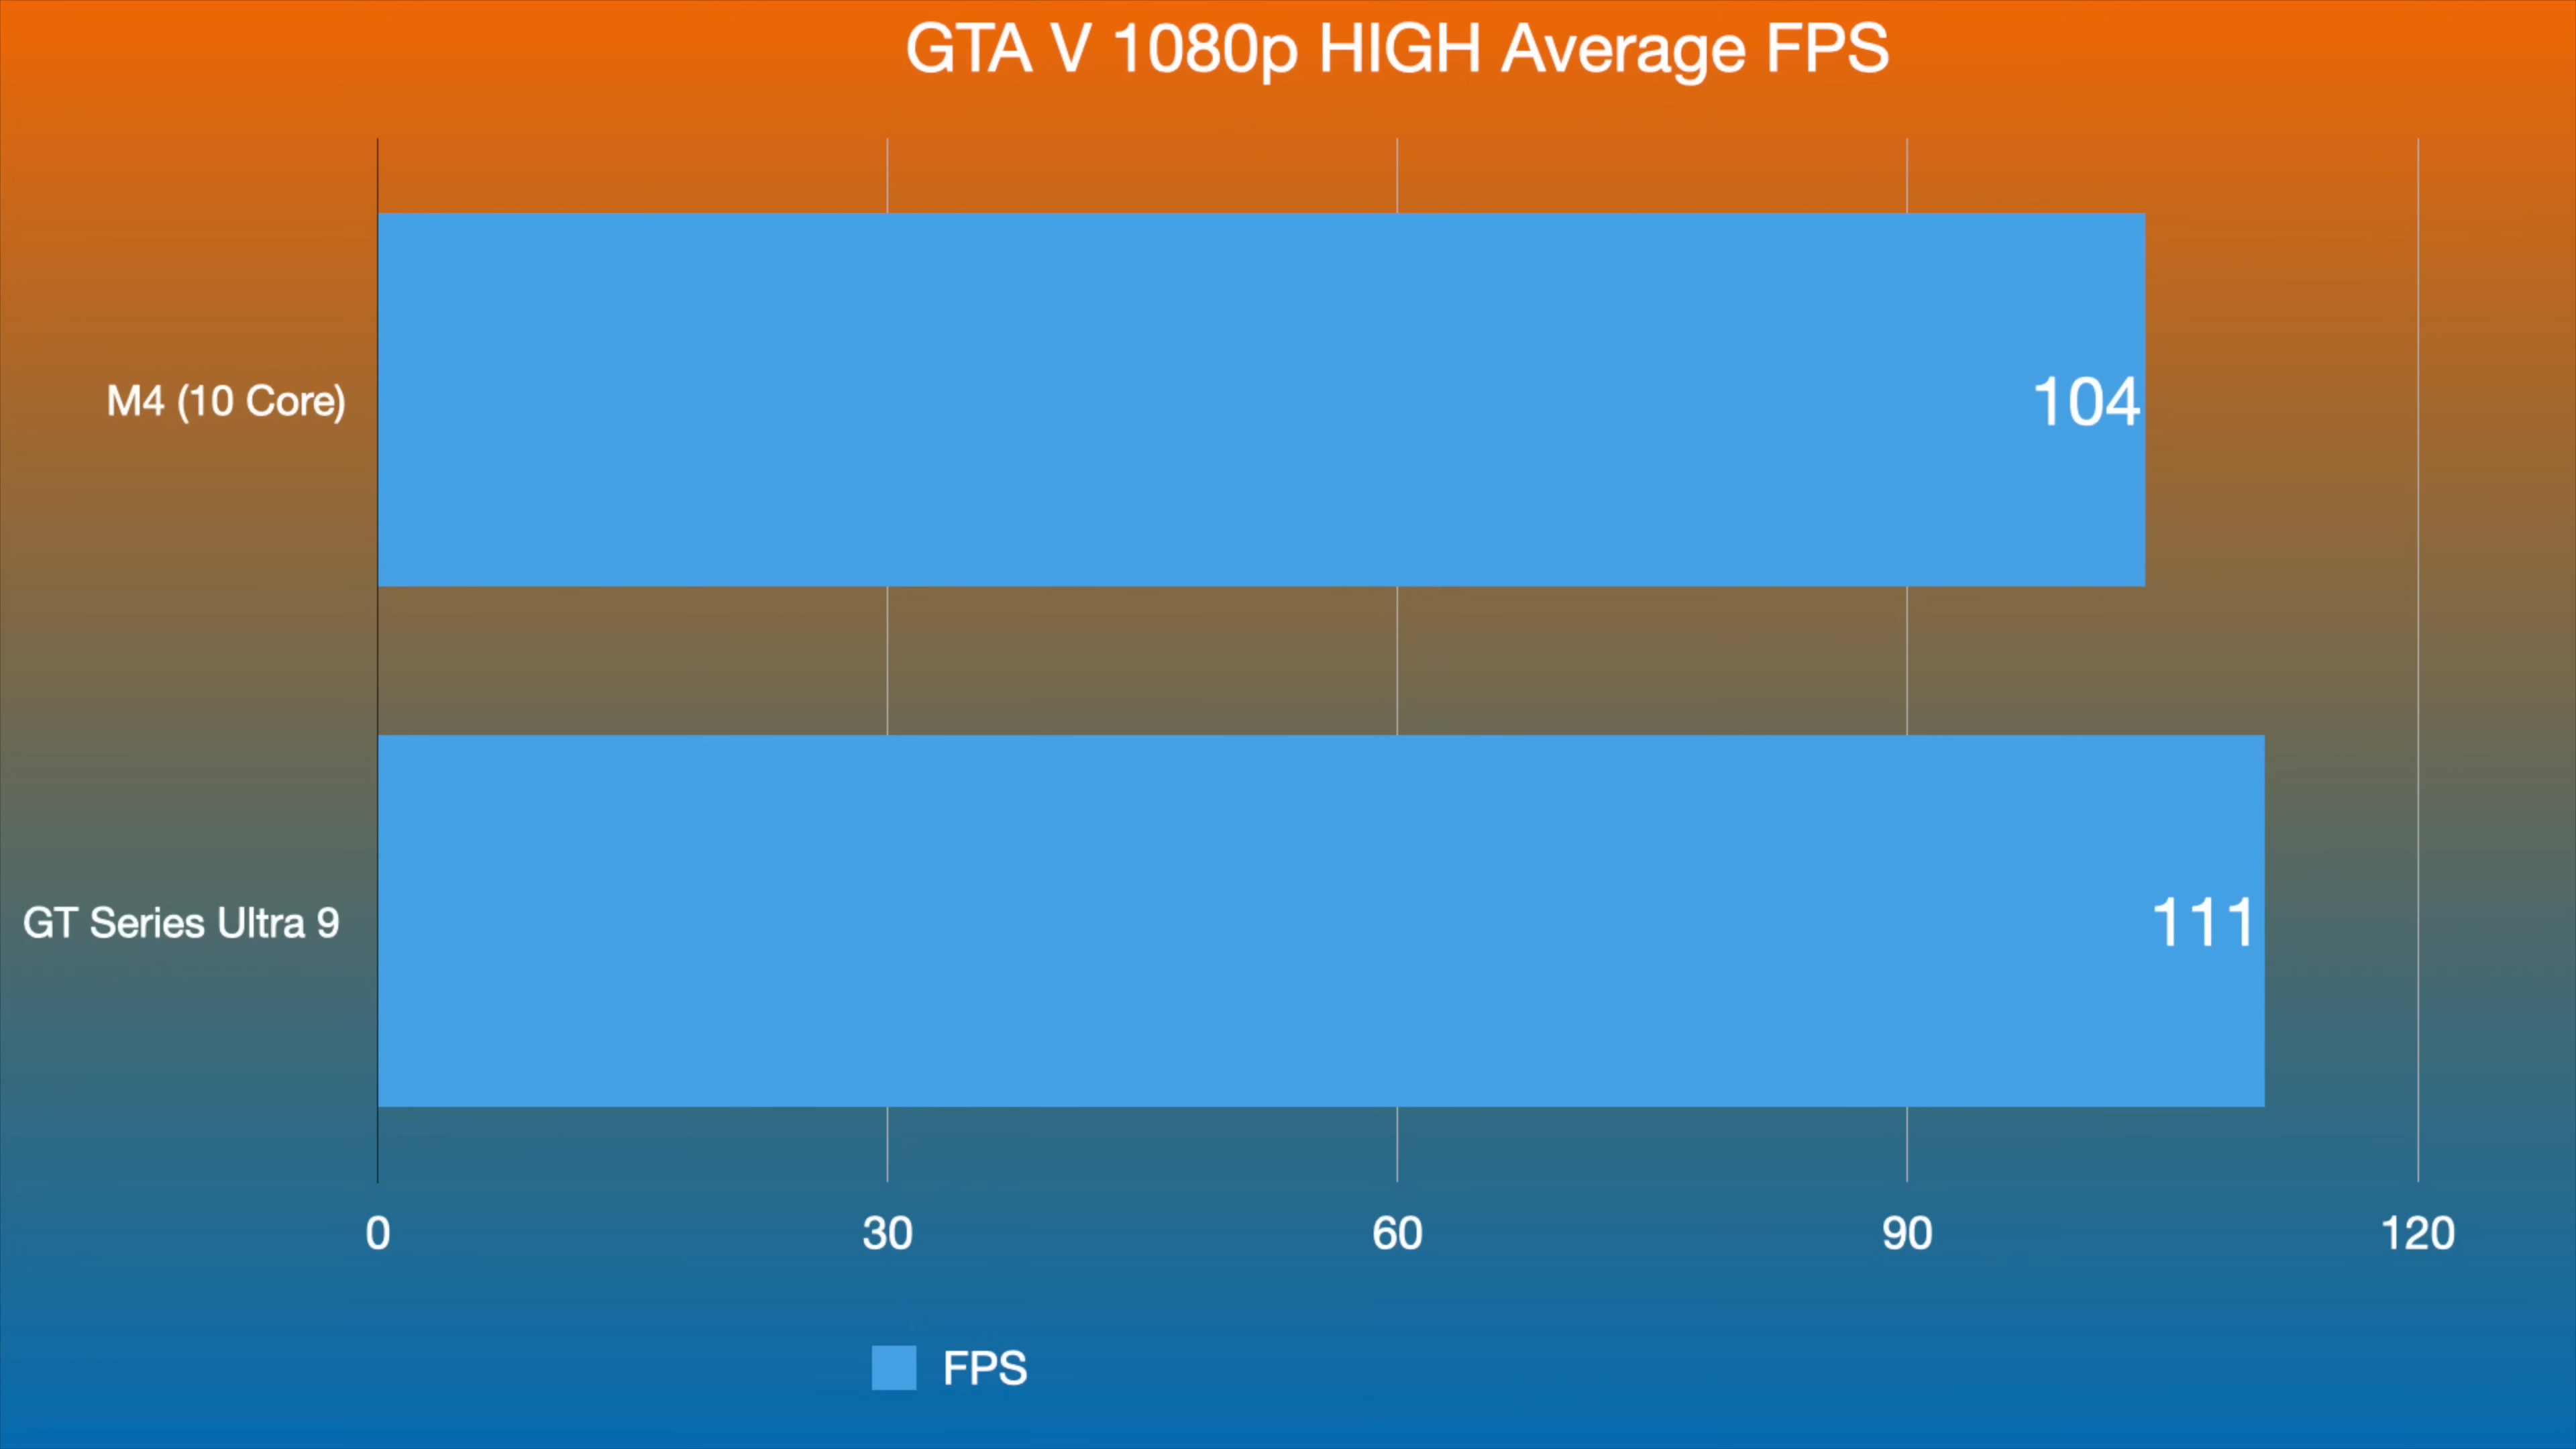 GTA V 1080p HIGH Average FPS
M4 (10 Core)
104
GT Series Ultra 9
111
0 30 60 90 120
FPS